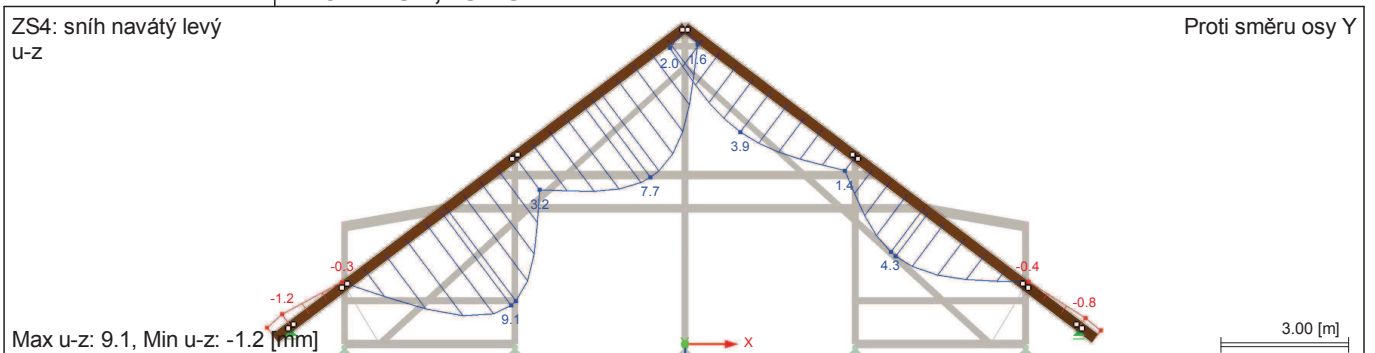 ZS4: sníh navátý levý
u-z
Proti směru osy Y
2.0
1.6
3.9
1.4
7.7
3.2
4.3
-0.3
-0.4
-1.2
-0.8
9.1
X
Max u-z: 9.1, Min u-z: -1.2 [mm]
3.00 [m]